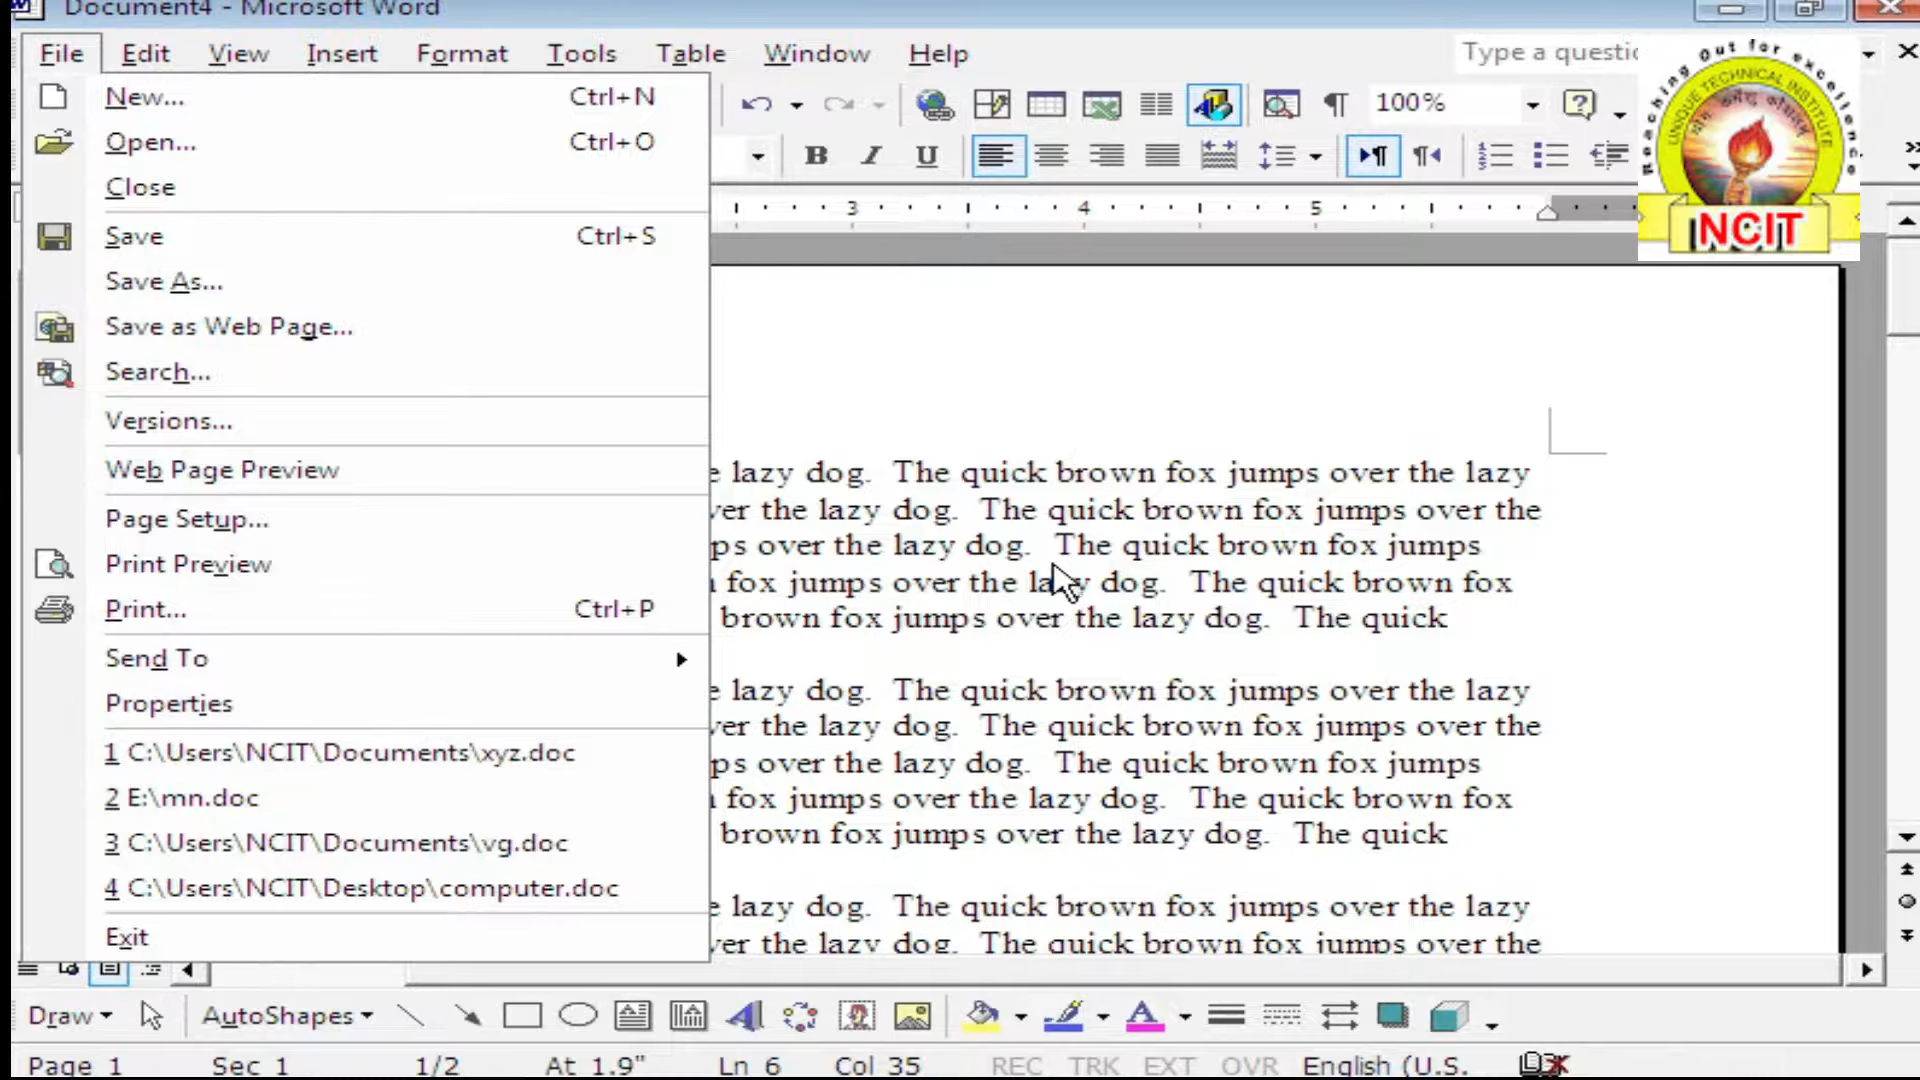 Document4 - Microsoft Word
File Edit View Insert Format Tools Table Window Help
Type a questio
New... Ctrl+N
Open... Ctrl+O
Close
Save Ctrl+S
Save As...
Save as Web Page...
Search...
Versions...
Web Page Preview
Page Setup...
Print Preview
Print... Ctrl+P
Send To
Properties
1 C:\Users\NCIT\Documents\xyz.doc
2 E:\mn.doc
3 C:\Users\NCIT\Documents\vg.doc
4 C:\Users\NCIT\Desktop\computer.doc
Exit
100%
B I U
3 4 5
Reaching out for excellence
UNIQUE TECHNICAL INSTITUTE
NCIT
e lazy dog. The quick brown fox jumps over the lazy
ver the lazy dog. The quick brown fox jumps over the
ps over the lazy dog. The quick brown fox jumps
fox jumps over the lazy dog. The quick brown fox
brown fox jumps over the lazy dog. The quick
e lazy dog. The quick brown fox jumps over the lazy
ver the lazy dog. The quick brown fox jumps over the
ps over the lazy dog. The quick brown fox jumps
fox jumps over the lazy dog. The quick brown fox
brown fox jumps over the lazy dog. The quick
e lazy dog. The quick brown fox jumps over the lazy
ver the lazy dog. The quick brown fox jumps over the
Draw AutoShapes
Page 1 Sec 1 1/2 At 1.9" Ln 6 Col 35 REC TRK EXT OVR English (U.S.